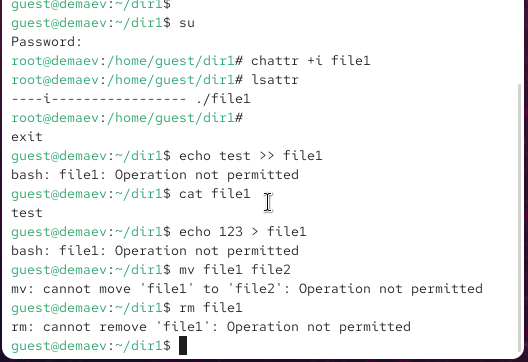 guest@demaev:~/dir1$
guest@demaev:~/dir1$ su
Password:
root@demaev:/home/guest/dir1# chattr +i file1
root@demaev:/home/guest/dir1# lsattr
----i----------------- ./file1
root@demaev:/home/guest/dir1#
exit
guest@demaev:~/dir1$ echo test >> file1
bash: file1: Operation not permitted
guest@demaev:~/dir1$ cat file1
test
guest@demaev:~/dir1$ echo 123 > file1
bash: file1: Operation not permitted
guest@demaev:~/dir1$ mv file1 file2
mv: cannot move 'file1' to 'file2': Operation not permitted
guest@demaev:~/dir1$ rm file1
rm: cannot remove 'file1': Operation not permitted
guest@demaev:~/dir1$